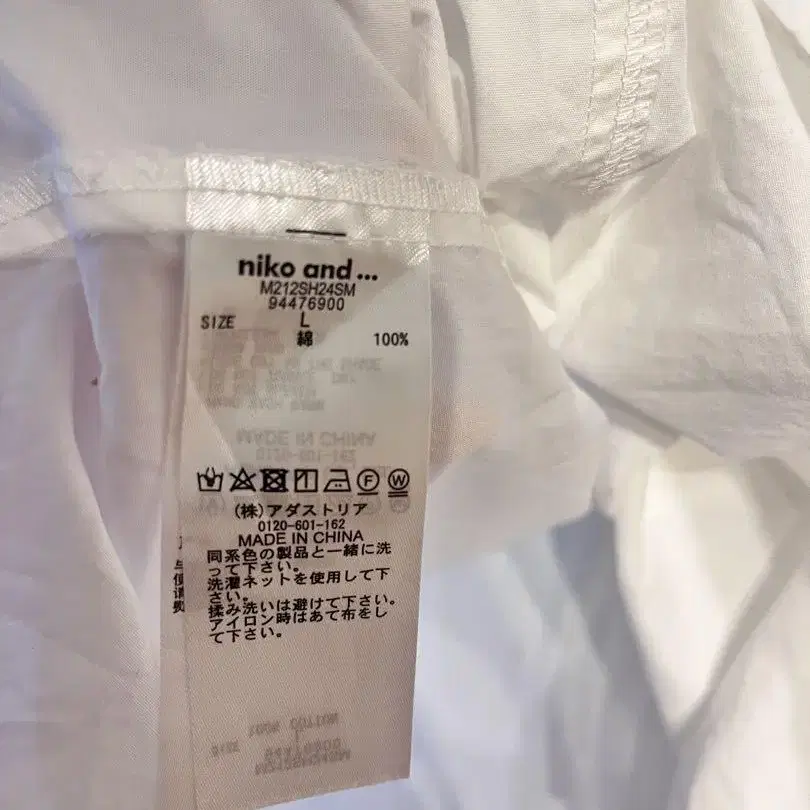 niko and ...
M212SH24SM
94476900
SIZE L
綿 100%
(株)アダストリア
0120-601-162
MADE IN CHINA
同系色の製品と一緒に洗
って下さい。
洗濯ネットを使用して下
さい。
揉み洗いは避けて下さい。
アイロン時はあて布をし
て下さい。